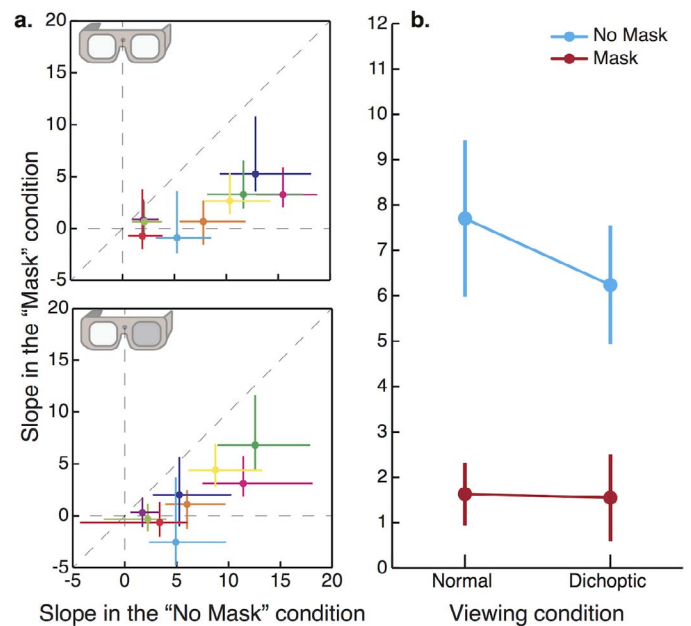 a.
20
15
10
5
0
-5
20
15
10
5
0
-5
-5 0 5 10 15 20
Slope in the “Mask” condition
Slope in the “No Mask” condition
b.
12
11
10
9
8
7
6
5
4
3
2
1
0
No Mask
Mask
Normal Dichoptic
Viewing condition